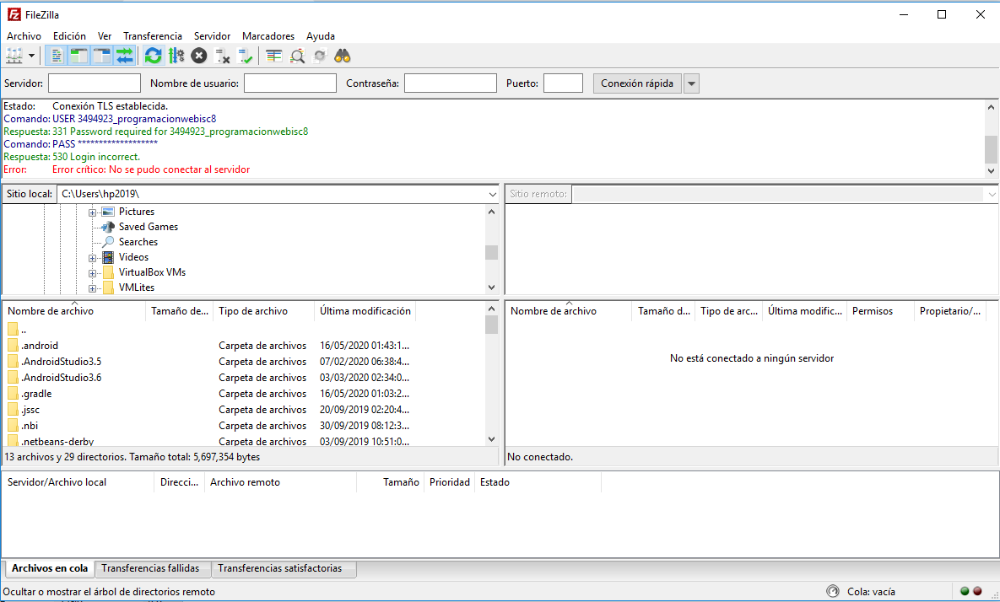 FileZilla
Archivo Edición Ver Transferencia Servidor Marcadores Ayuda
Servidor: Nombre de usuario: Contraseña: Puerto: Conexión rápida
Estado: Conexión TLS establecida.
Comando: USER 3494923_programacionwebisc8
Respuesta: 331 Password required for 3494923_programacionwebisc8
Comando: PASS *******************
Respuesta: 530 Login incorrect.
Error: Error crítico: No se pudo conectar al servidor
Sitio local: C:\Users\hp2019\
Sitio remoto:
Pictures
Saved Games
Searches
Videos
VirtualBox VMs
VMLites
Nombre de archivo Tamaño de... Tipo de archivo Última modificación
..
.android Carpeta de archivos 16/05/2020 01:43:1...
.AndroidStudio3.5 Carpeta de archivos 07/02/2020 06:38:4...
.AndroidStudio3.6 Carpeta de archivos 03/03/2020 02:34:0...
.gradle Carpeta de archivos 16/05/2020 01:03:2...
.jssc Carpeta de archivos 20/09/2019 02:20:4...
.nbi Carpeta de archivos 30/09/2019 08:12:3...
.netbeans-derby Carpeta de archivos 03/09/2019 10:51:0...
13 archivos y 29 directorios. Tamaño total: 5,697,354 bytes
Nombre de archivo Tamaño d... Tipo de arc... Última modific... Permisos Propietario/...
No está conectado a ningún servidor
No conectado.
Servidor/Archivo local Direcci... Archivo remoto Tamaño Prioridad Estado
Archivos en cola Transferencias fallidas Transferencias satisfactorias
Ocultar o mostrar el árbol de directorios remoto Cola: vacía